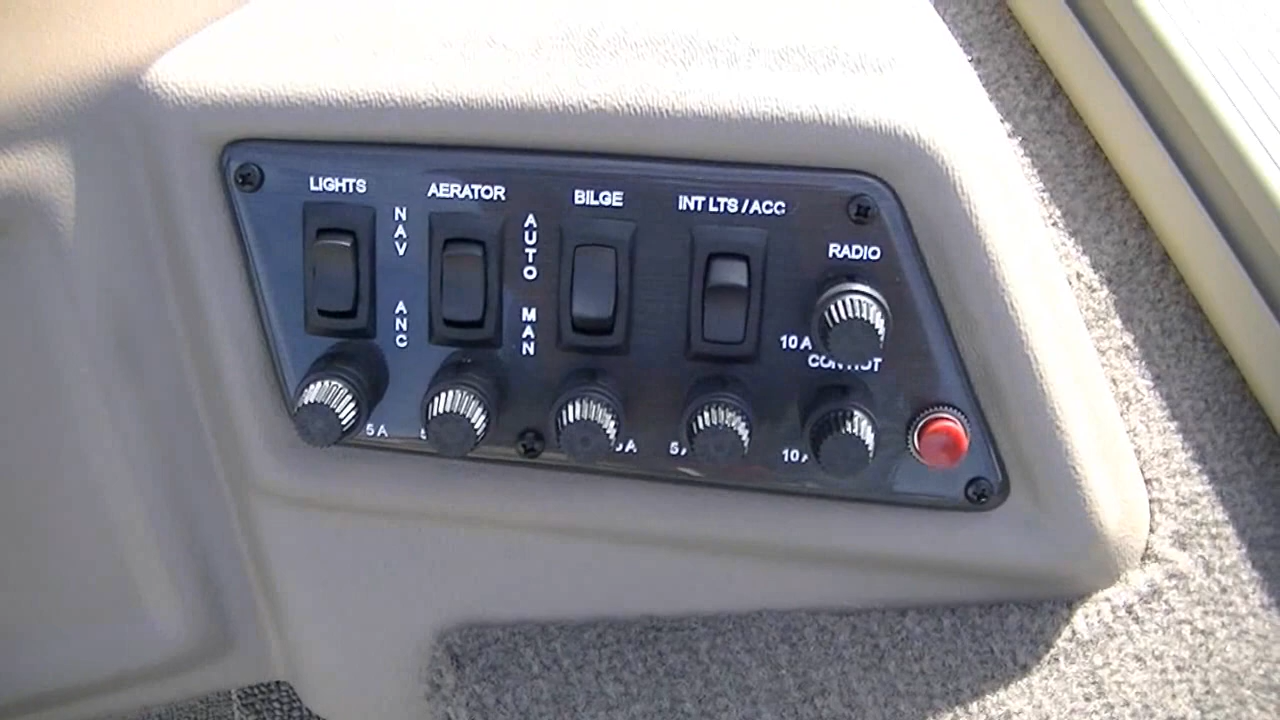 LIGHTS
NAV
ANC
AERATOR
AUTO
MAN
BILGE
INT LTS / ACC
RADIO
10 A
5 A
10 A